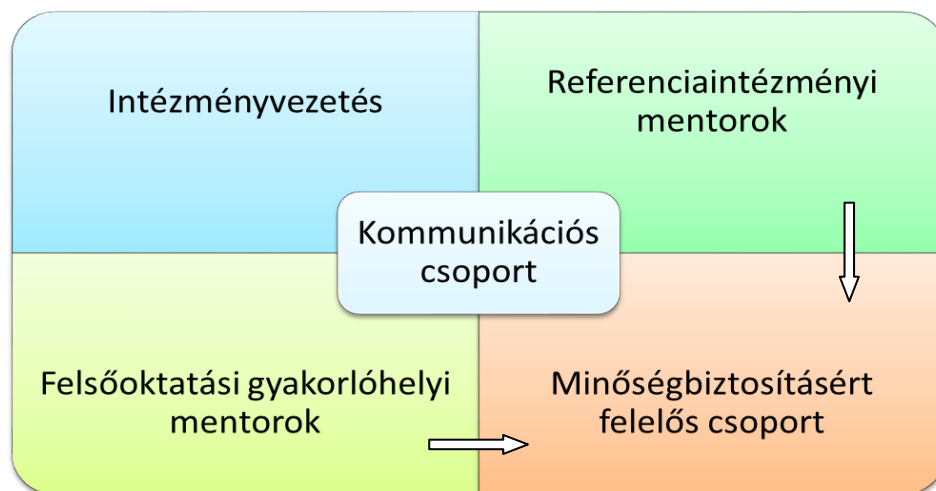 Intézményvezetés
Referenciaintézményi
mentorok
Kommunikációs
csoport
Felsőoktatási gyakorlóhelyi
mentorok
Minőségbiztosításért
felelős csoport